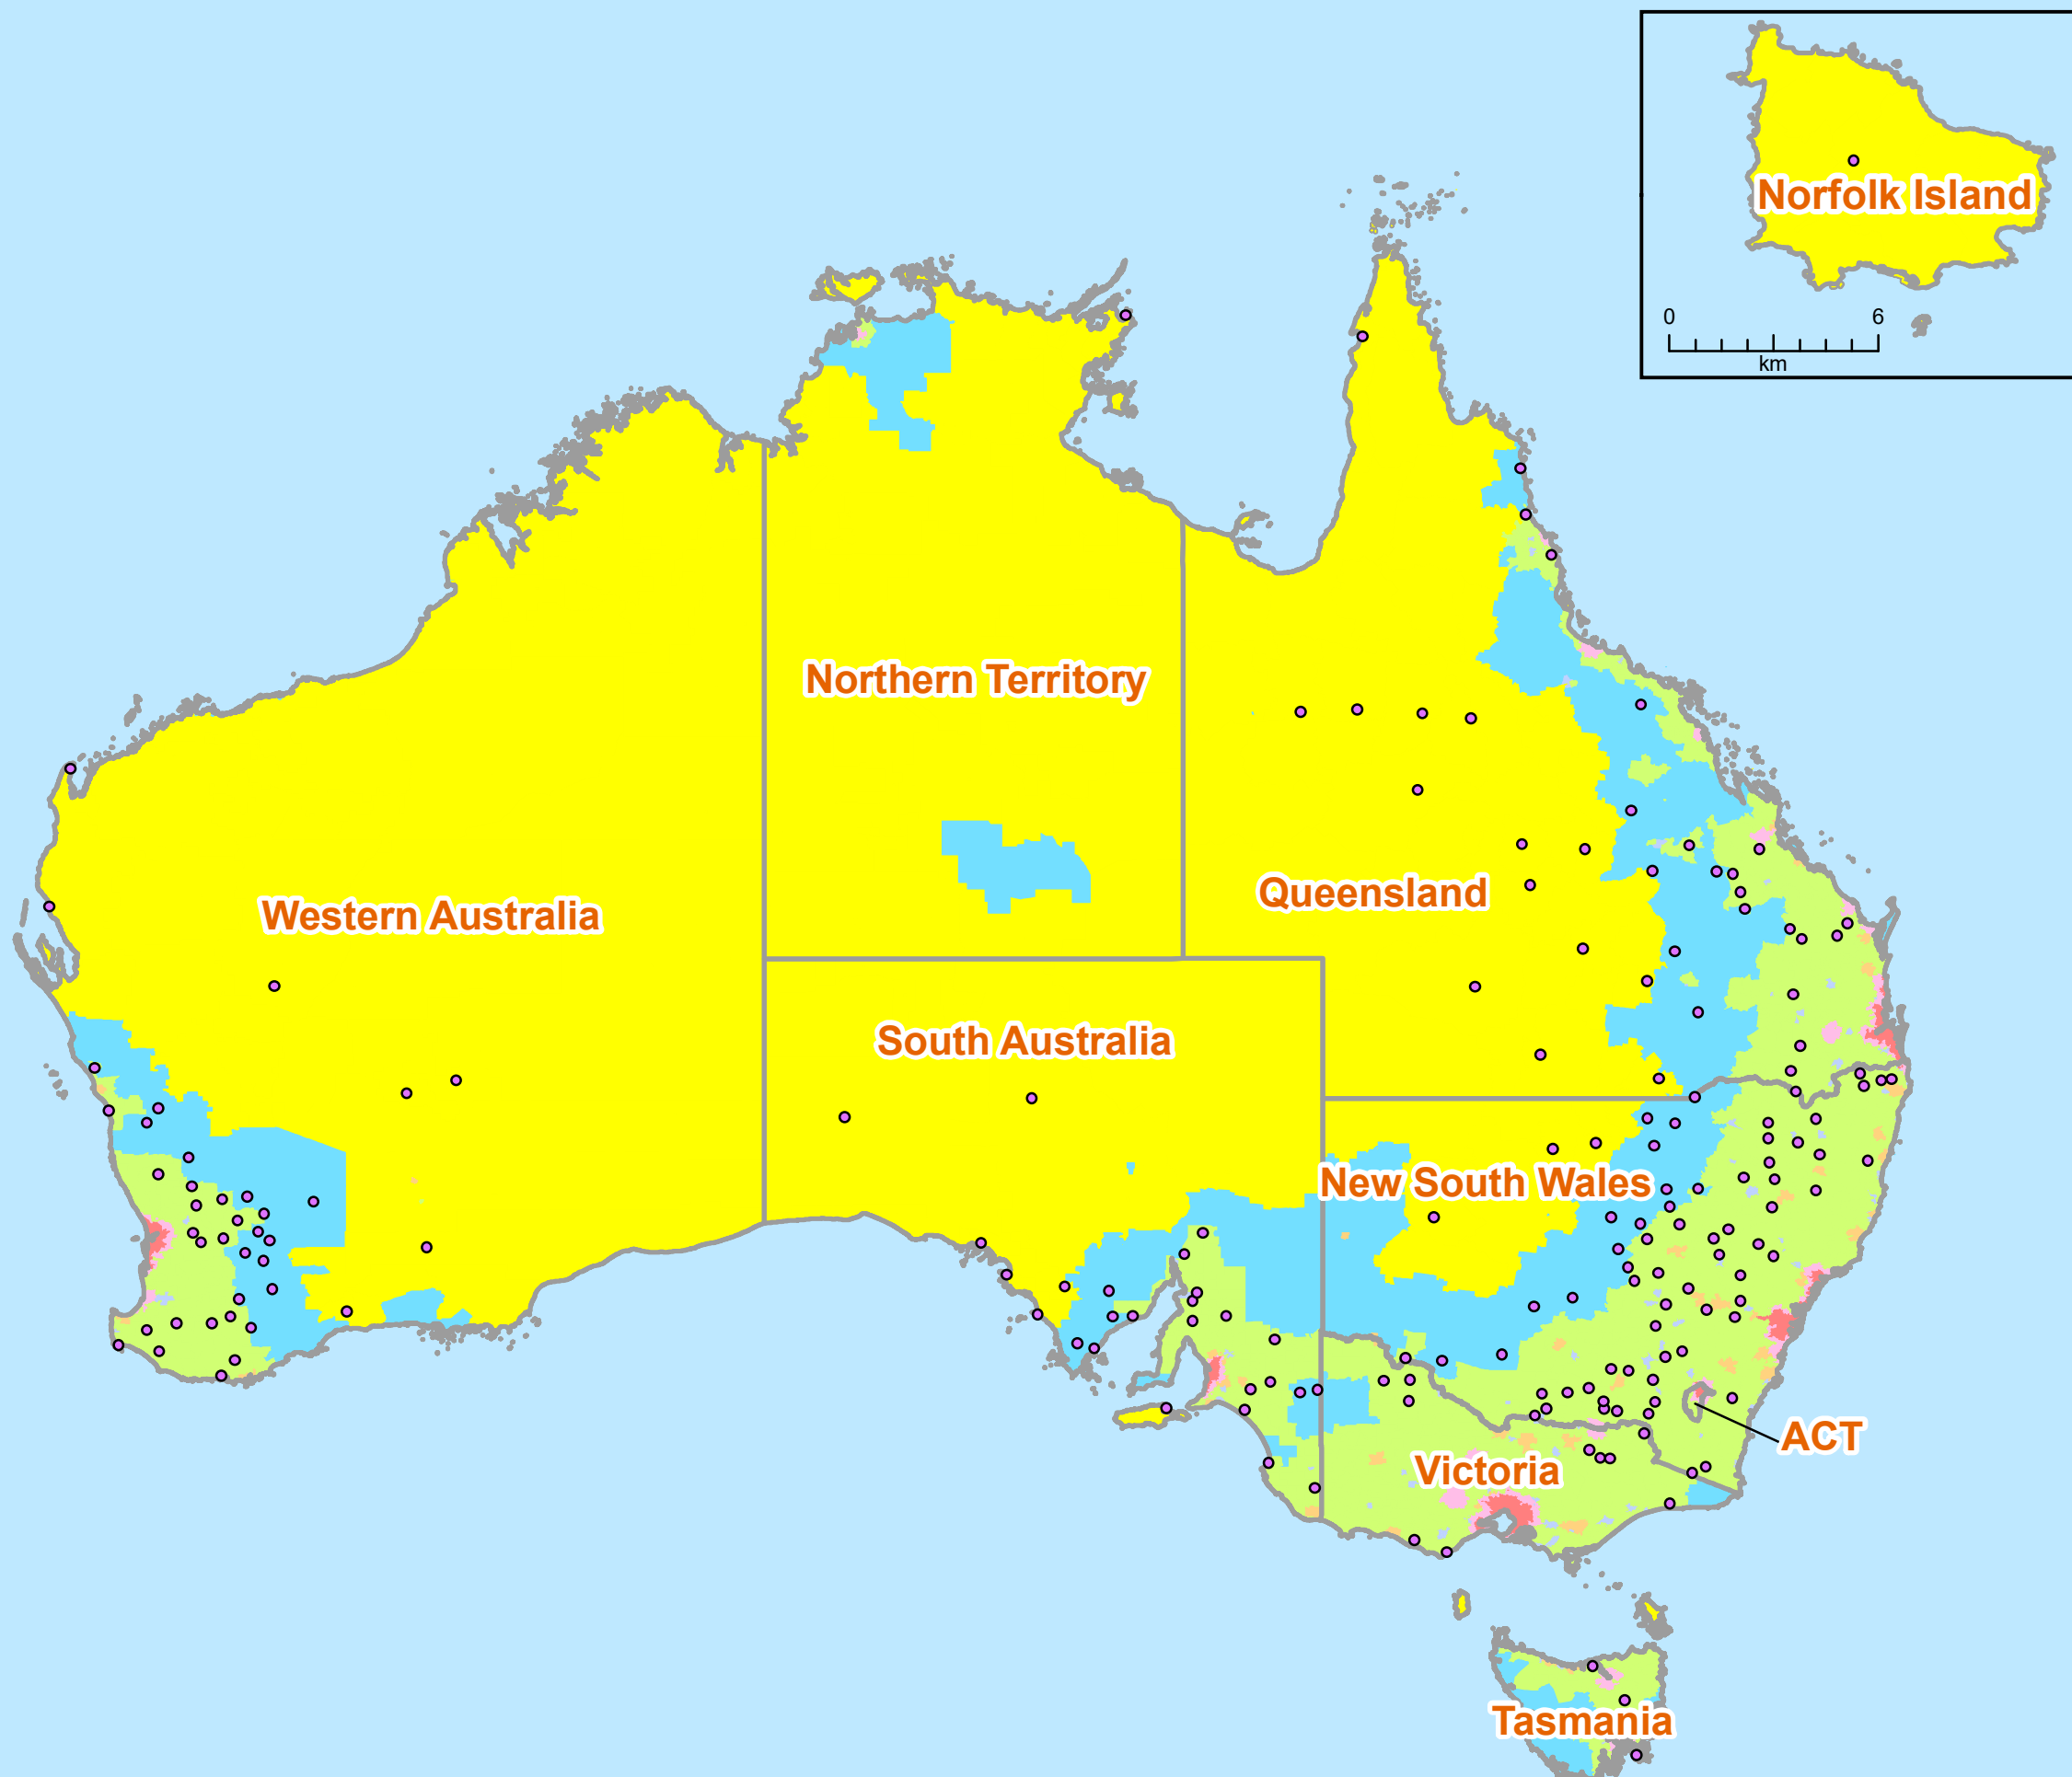 Norfolk Island
0 6
km
Northern Territory
Queensland
Western Australia
South Australia
New South Wales
ACT
Victoria
Tasmania